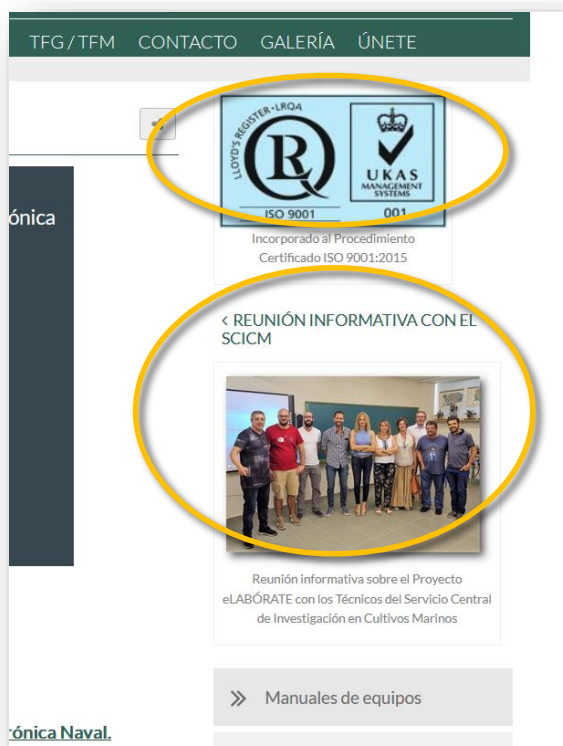 TFG / TFM CONTACTO GALERÍA ÚNETE
LLOYD'S REGISTER · LRQA
UKAS
MANAGEMENT
SYSTEMS
ISO 9001 001
Incorporado al Procedimiento
Certificado ISO 9001:2015
ónica
< REUNIÓN INFORMATIVA CON EL
SCICM
Reunión informativa sobre el Proyecto
eLABÓRATE con los Técnicos del Servicio Central
de Investigación en Cultivos Marinos
» Manuales de equipos
rónica Naval.